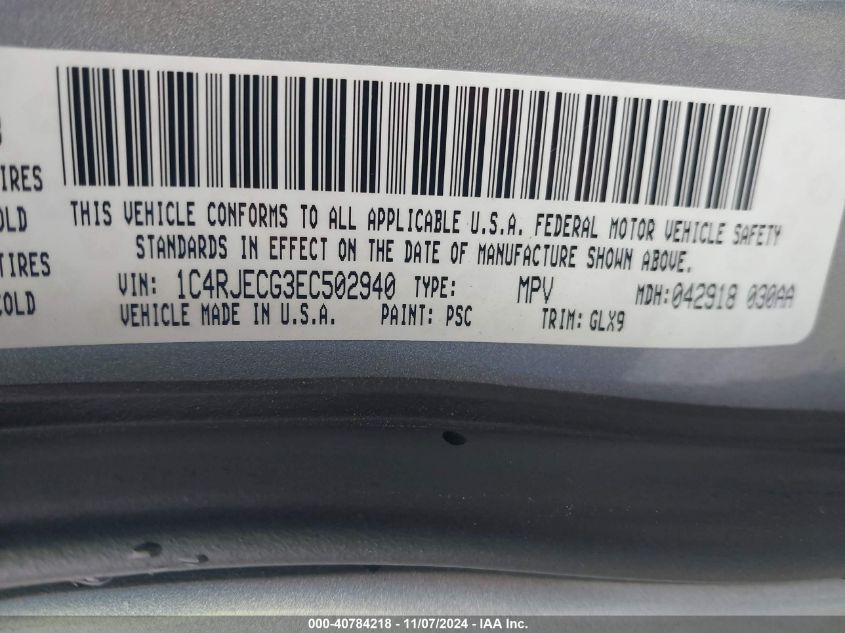 IRES
OLD
TIRES
COLD
THIS VEHICLE CONFORMS TO ALL APPLICABLE U.S.A. FEDERAL MOTOR VEHICLE SAFETY
STANDARDS IN EFFECT ON THE DATE OF MANUFACTURE SHOWN ABOVE.
VIN: 1C4RJECG3EC502940 TYPE: MPV MDH:042918 030AA
VEHICLE MADE IN U.S.A. PAINT: PSC TRIM: GLX9
000-40784218 - 11/07/2024 - IAA Inc.